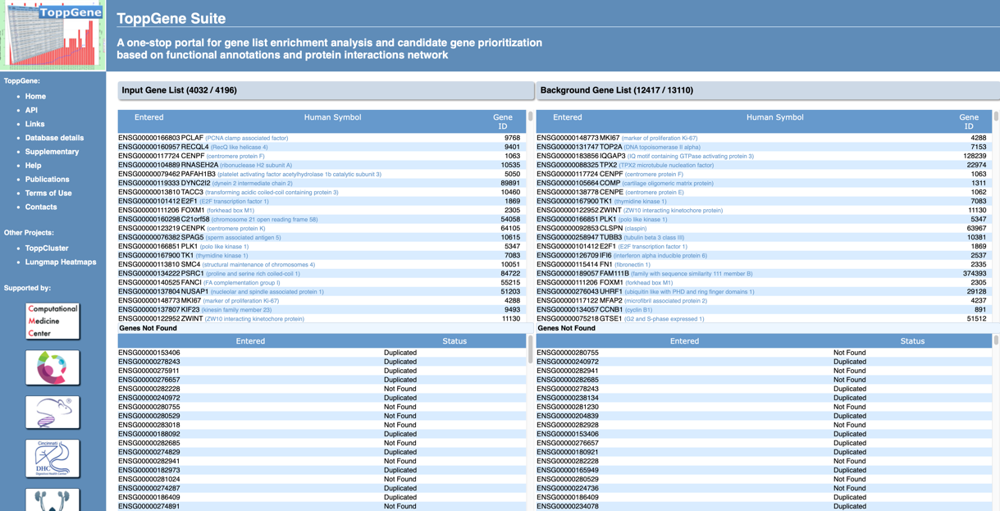 ToppGene
ToppGene Suite
A one-stop portal for gene list enrichment analysis and candidate gene prioritization
based on functional annotations and protein interactions network
ToppGene:
Home
API
Links
Database details
Supplementary
Help
Publications
Terms of Use
Contacts
Other Projects:
ToppCluster
Lungmap Heatmaps
Supported by:
Computational
Medicine
Center
Cincinnati
DHC
Digestive Health Center
Input Gene List (4032 / 4196)
Entered Human Symbol Gene
ID
ENSG00000166803 PCLAF (PCNA clamp associated factor) 9768
ENSG00000160957 RECQL4 (RecQ like helicase 4) 9401
ENSG00000117724 CENPF (centromere protein F) 1063
ENSG00000104889 RNASEH2A (ribonuclease H2 subunit A) 10535
ENSG00000079462 PAFAH1B3 (platelet activating factor acetylhydrolase 1b catalytic subunit 3) 5050
ENSG00000119333 DYNC2I2 (dynein 2 intermediate chain 2) 89891
ENSG00000013810 TACC3 (transforming acidic coiled-coil containing protein 3) 10460
ENSG00000101412 E2F1 (E2F transcription factor 1) 1869
ENSG00000111206 FOXM1 (forkhead box M1) 2305
ENSG00000160298 C21orf58 (chromosome 21 open reading frame 58) 54058
ENSG00000123219 CENPK (centromere protein K) 64105
ENSG00000076382 SPAG5 (sperm associated antigen 5) 10615
ENSG00000166851 PLK1 (polo like kinase 1) 5347
ENSG00000167900 TK1 (thymidine kinase 1) 7083
ENSG00000113810 SMC4 (structural maintenance of chromosomes 4) 10051
ENSG00000134222 PSRC1 (proline and serine rich coiled-coil 1) 84722
ENSG00000140525 FANCI (FA complementation group I) 55215
ENSG00000137804 NUSAP1 (nucleolar and spindle associated protein 1) 51203
ENSG00000148773 MKI67 (marker of proliferation Ki-67) 4288
ENSG00000137807 KIF23 (kinesin family member 23) 9493
ENSG00000122952 ZWINT (ZW10 interacting kinetochore protein) 11130
Genes Not Found
Entered Status
ENSG00000153406 Duplicated
ENSG00000278243 Duplicated
ENSG00000275911 Duplicated
ENSG00000276657 Duplicated
ENSG00000282228 Not Found
ENSG00000240972 Duplicated
ENSG00000280755 Not Found
ENSG00000280529 Not Found
ENSG00000283018 Not Found
ENSG00000188092 Duplicated
ENSG00000282685 Not Found
ENSG00000274829 Duplicated
ENSG00000282941 Not Found
ENSG00000182973 Duplicated
ENSG00000281024 Not Found
ENSG00000274287 Duplicated
ENSG00000186409 Duplicated
ENSG00000274891 Not Found
Background Gene List (12417 / 13110)
Entered Human Symbol Gene
ID
ENSG00000148773 MKI67 (marker of proliferation Ki-67) 4288
ENSG00000131747 TOP2A (DNA topoisomerase II alpha) 7153
ENSG00000183856 IQGAP3 (IQ motif containing GTPase activating protein 3) 128239
ENSG00000088325 TPX2 (TPX2 microtubule nucleation factor) 22974
ENSG00000117724 CENPF (centromere protein F) 1063
ENSG00000105664 COMP (cartilage oligomeric matrix protein) 1311
ENSG00000138778 CENPE (centromere protein E) 1062
ENSG00000167900 TK1 (thymidine kinase 1) 7083
ENSG00000122952 ZWINT (ZW10 interacting kinetochore protein) 11130
ENSG00000166851 PLK1 (polo like kinase 1) 5347
ENSG00000092853 CLSPN (claspin) 63967
ENSG00000258947 TUBB3 (tubulin beta 3 class III) 10381
ENSG00000101412 E2F1 (E2F transcription factor 1) 1869
ENSG00000126709 IFI6 (interferon alpha inducible protein 6) 2537
ENSG00000115414 FN1 (fibronectin 1) 2335
ENSG00000189057 FAM111B (family with sequence similarity 111 member B) 374393
ENSG00000111206 FOXM1 (forkhead box M1) 2305
ENSG00000276043 UHRF1 (ubiquitin like with PHD and ring finger domains 1) 29128
ENSG00000117122 MFAP2 (microfibril associated protein 2) 4237
ENSG00000134057 CCNB1 (cyclin B1) 891
ENSG00000075218 GTSE1 (G2 and S-phase expressed 1) 51512
Genes Not Found
Entered Status
ENSG00000280755 Not Found
ENSG00000240972 Duplicated
ENSG00000282941 Not Found
ENSG00000282685 Not Found
ENSG00000278243 Duplicated
ENSG00000238134 Duplicated
ENSG00000281230 Not Found
ENSG00000204839 Duplicated
ENSG00000282928 Not Found
ENSG00000153406 Duplicated
ENSG00000276657 Duplicated
ENSG00000180921 Duplicated
ENSG00000282228 Not Found
ENSG00000165949 Duplicated
ENSG00000280529 Not Found
ENSG00000224736 Not Found
ENSG00000186409 Duplicated
ENSG00000234078 Duplicated